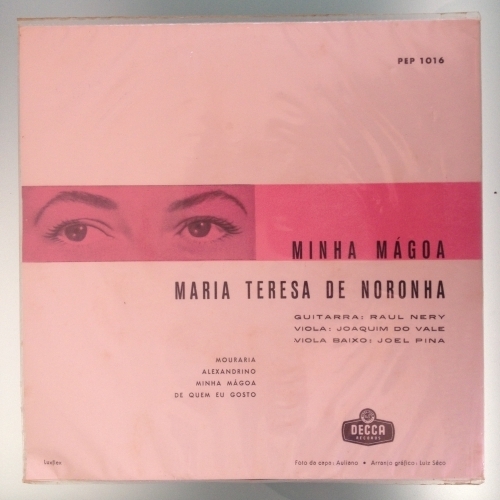 PEP 1016
MINHA MÁGOA
MARIA TERESA DE NORONHA
GUITARRA: RAUL NERY
VIOLA: JOAQUIM DO VALE
VIOLA BAIXO: JOEL PINA
MOURARIA
ALEXANDRINO
MINHA MÁGOA
DE QUEM EU GOSTO
DECCA
RECORDS
Foto da capa: Auliano • Arranjo gráfico: Luiz Sêco